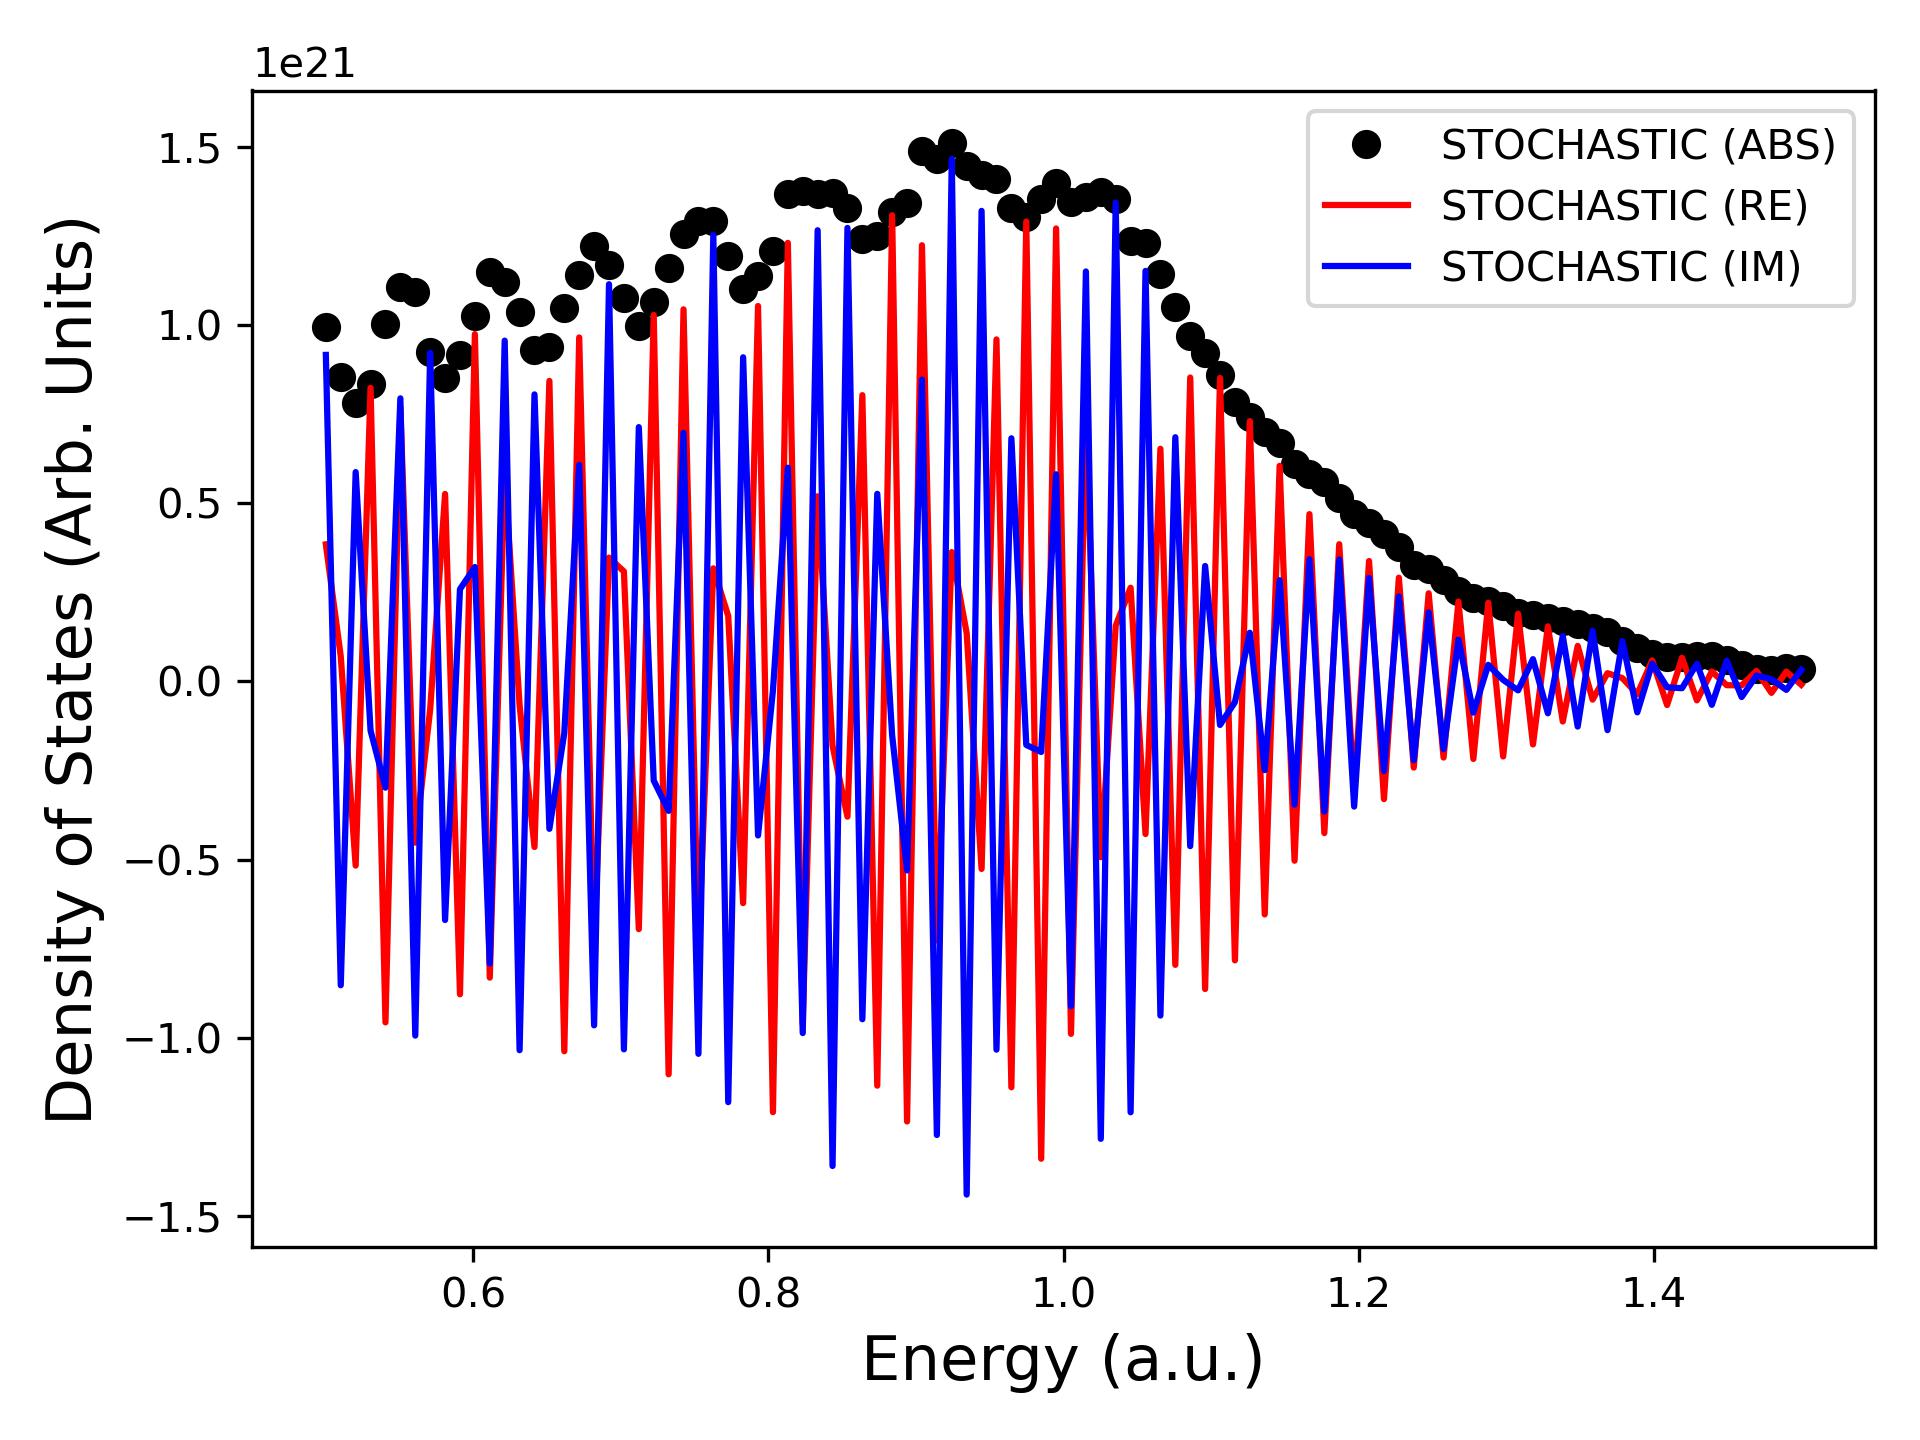 1e21
STOCHASTIC (ABS)
STOCHASTIC (RE)
STOCHASTIC (IM)
Density of States (Arb. Units)
1.5
1.0
0.5
0.0
−0.5
−1.0
−1.5
0.6 0.8 1.0 1.2 1.4
Energy (a.u.)